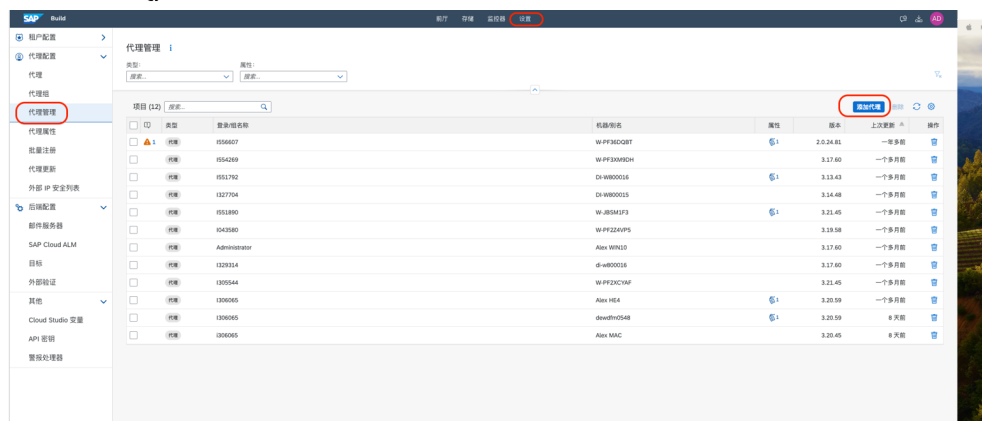 SAP Build 前厅 存储 监控器 设置 AD
租户配置
代理配置
代理
代理组
代理管理
代理属性
批量注册
代理更新
外部 IP 安全列表
后端配置
邮件服务器
SAP Cloud ALM
目标
外部验证
其他
Cloud Studio 变量
API 密钥
警报处理器
代理管理 i
类型: 属性:
搜索... 搜索...
项目 (12) 搜索... 添加代理 删除
类型 登录/组名称 机器/别名 属性 版本 上次更新 操作
1 代理 I556607 W-PF36DQBT 1 2.0.24.81 一年多前
代理 I554269 W-PF3XM9DH 3.17.60 一个多月前
代理 I551792 DI-W800016 1 3.13.43 一个多月前
代理 I327704 DI-W800015 3.14.48 一个多月前
代理 I551890 W-JBSM1F3 1 3.21.45 一个多月前
代理 I043580 W-PF2Z4VPS 3.19.58 一个多月前
代理 Administrator Alex WIN10 3.17.60 一个多月前
代理 I329314 di-w800016 3.17.60 一个多月前
代理 I305544 W-PF2XCYAF 3.21.45 一个多月前
代理 I306065 Alex HE4 1 3.20.59 一个多月前
代理 I306065 dewdfm0548 1 3.20.59 8 天前
代理 I306065 Alex MAC 3.20.45 8 天前